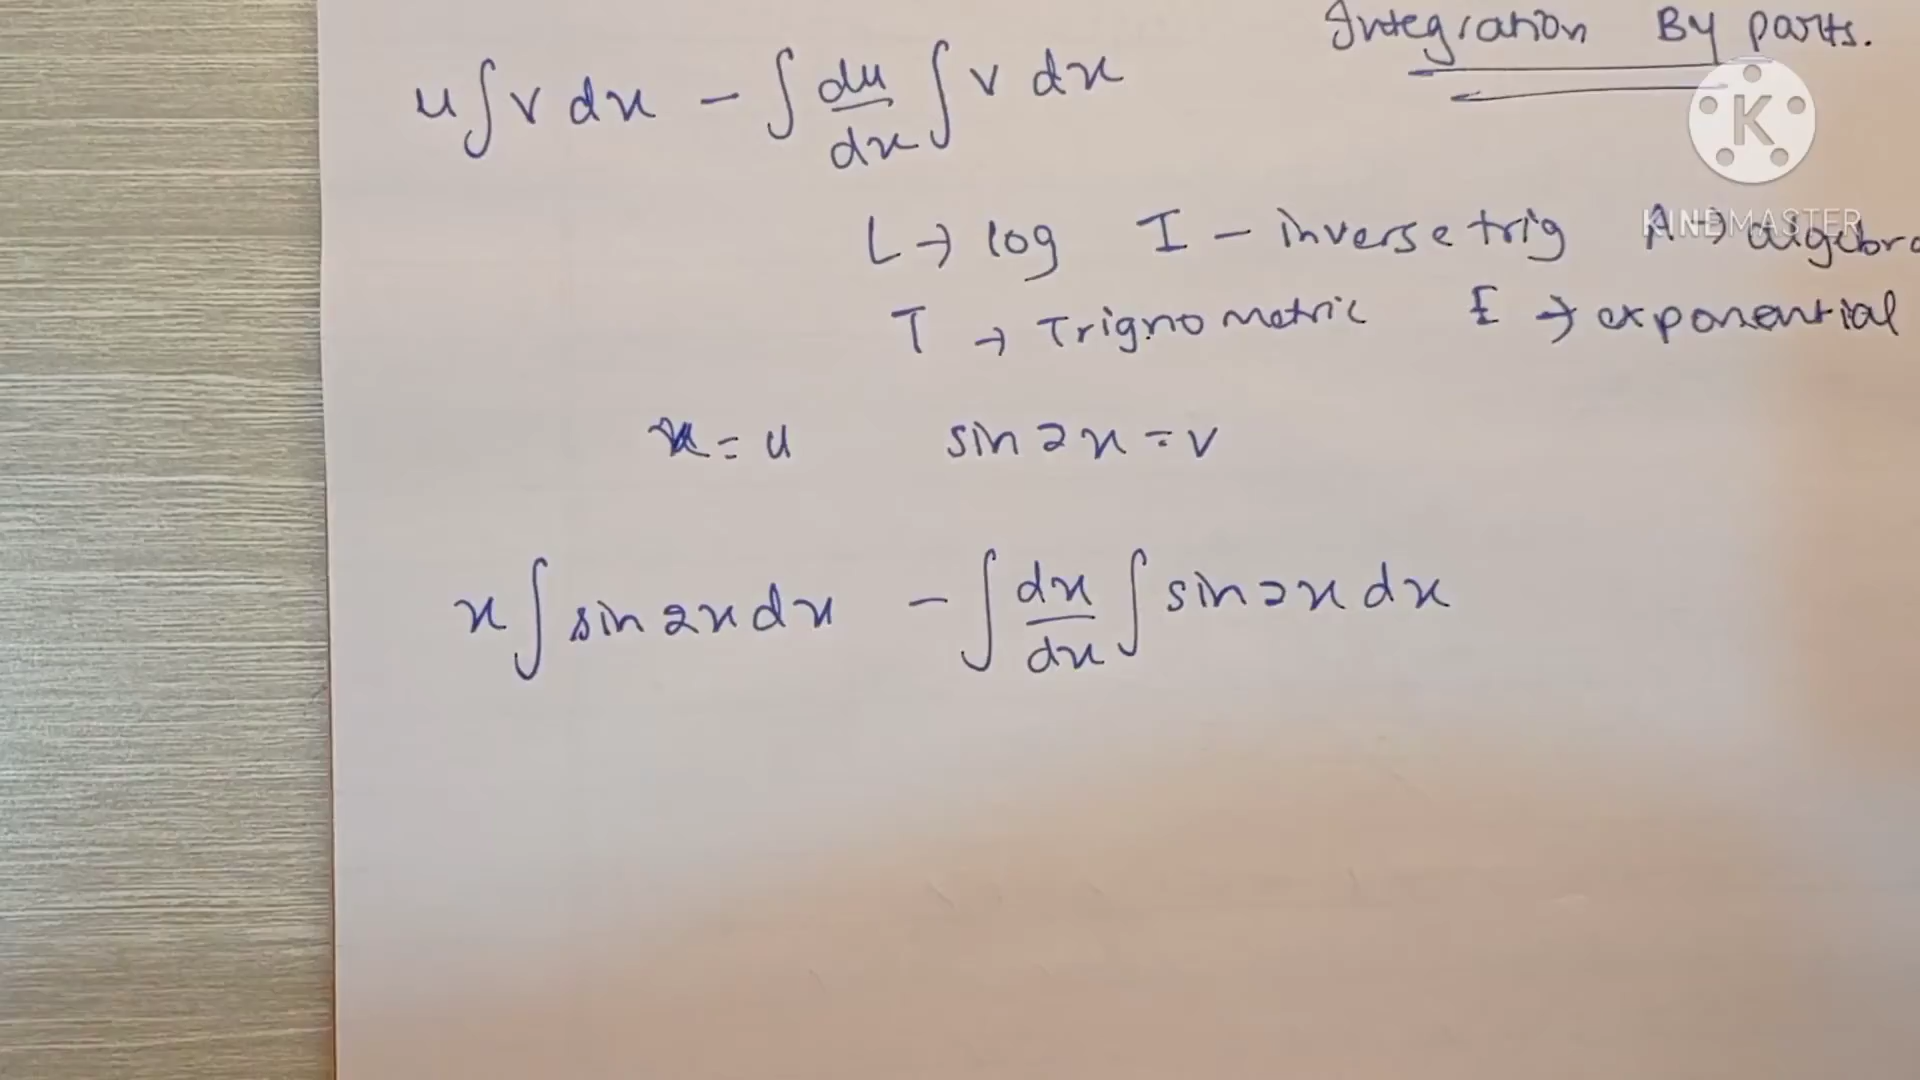 Integration By parts.
u∫v dx - ∫ du/dx ∫v dx
K
KINEMASTER
L → log I - inverse trig A → algebra
T → Trignometric E → exponential
x = u sin 2x = v
x∫ sin 2x dx - ∫ dx/dx ∫ sin 2x dx